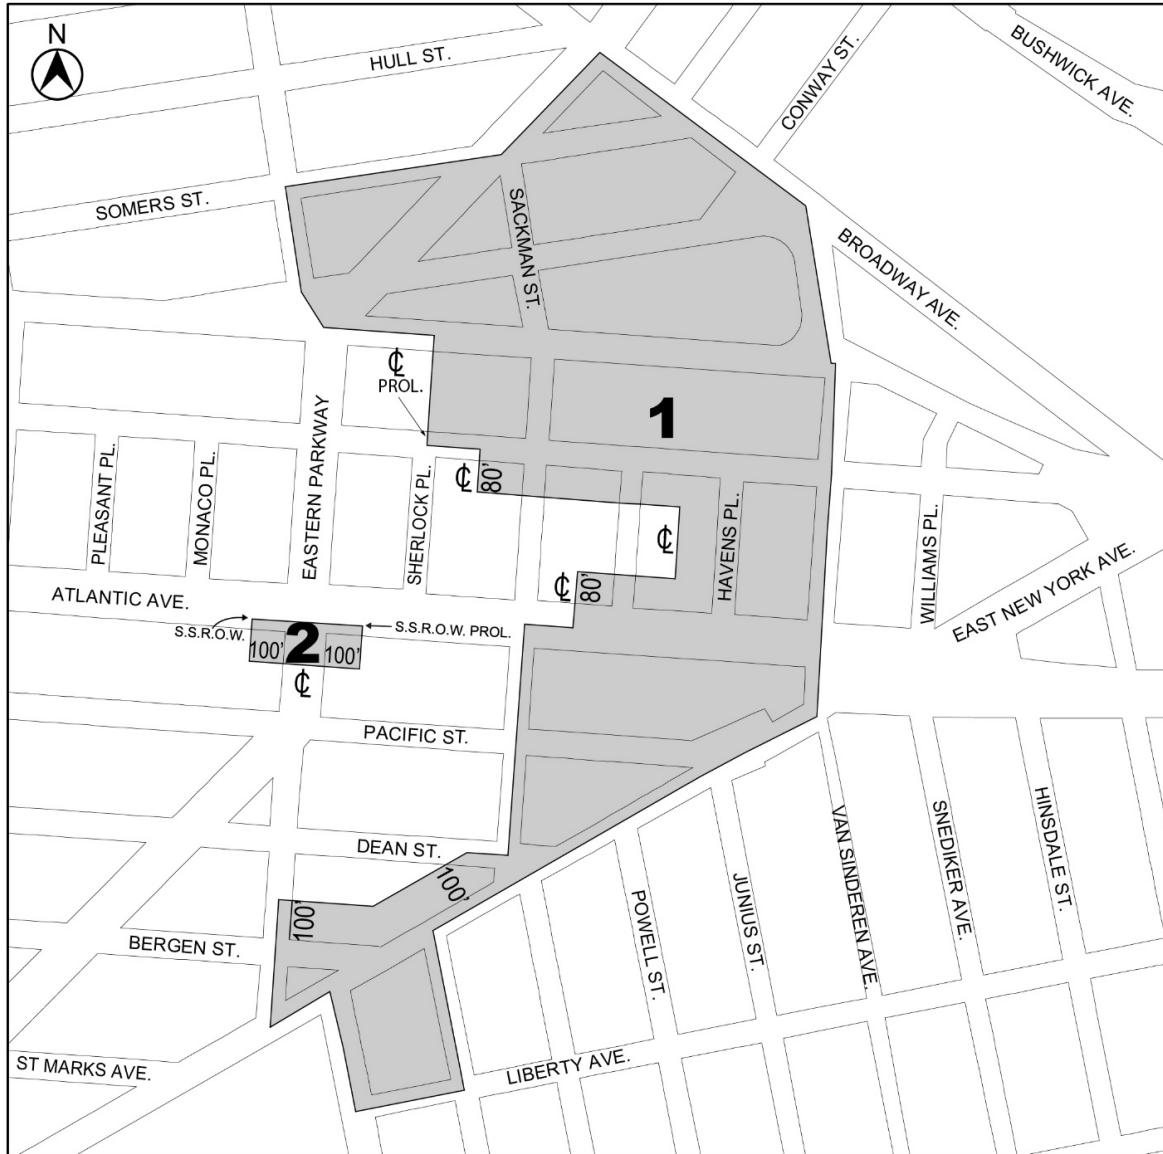 N
HULL ST.
CONWAY ST.
BUSHWICK AVE.
SOMERS ST.
SACKMAN ST.
BROADWAY AVE.
℄
PROL.
1
EASTERN PARKWAY
PLEASANT PL.
MONACO PL.
SHERLOCK PL.
℄
80'
HAVENS PL.
℄
WILLIAMS PL.
EAST NEW YORK AVE.
℄
80'
ATLANTIC AVE.
S.S.R.O.W.
2
S.S.R.O.W. PROL.
100'
100'
℄
PACIFIC ST.
DEAN ST.
100'
100'
BERGEN ST.
POWELL ST.
JUNIUS ST.
VAN SINDEREN AVE.
SNEDIKER AVE.
HINSDALE ST.
ST MARKS AVE.
LIBERTY AVE.